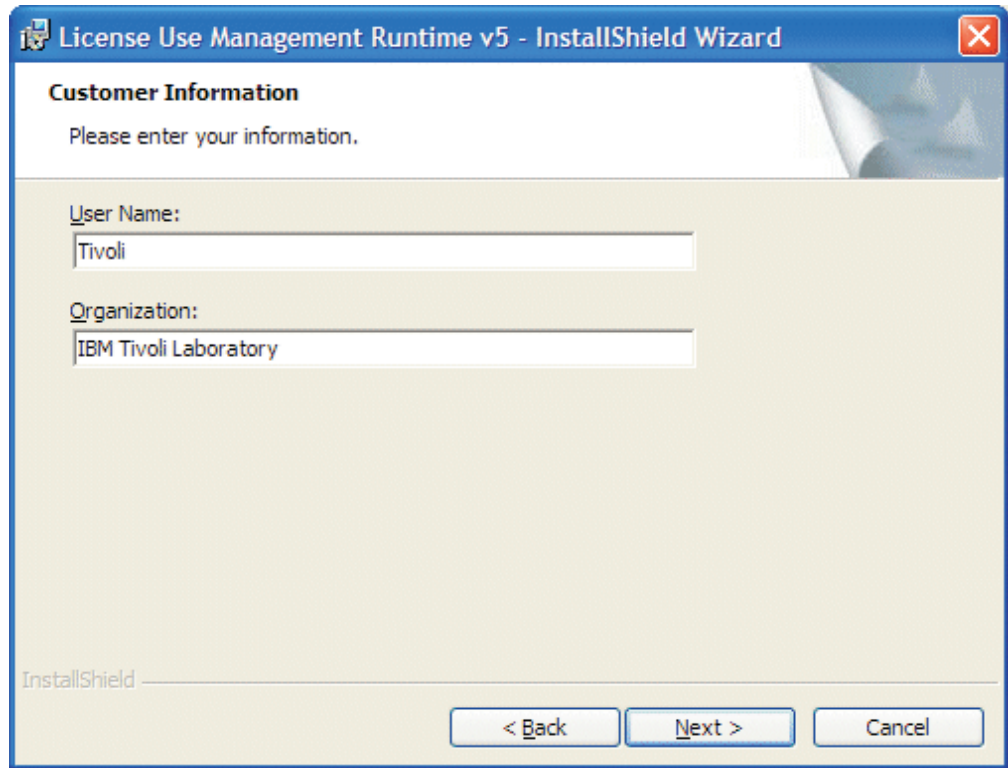 License Use Management Runtime v5 - InstallShield Wizard
Customer Information
Please enter your information.
User Name:
Tivoli
Organization:
IBM Tivoli Laboratory
InstallShield
< Back Next > Cancel